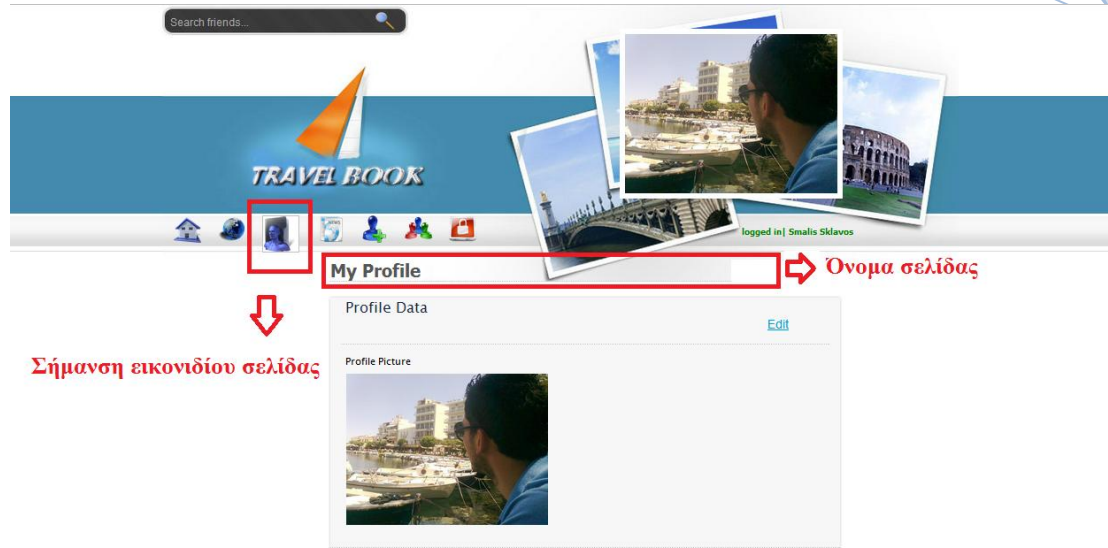 Search friends...
TRAVEL BOOK
NEWS
logged in| Smalis Sklavos
My Profile
Όνομα σελίδας
Profile Data
Edit
Σήμανση εικονιδίου σελίδας
Profile Picture